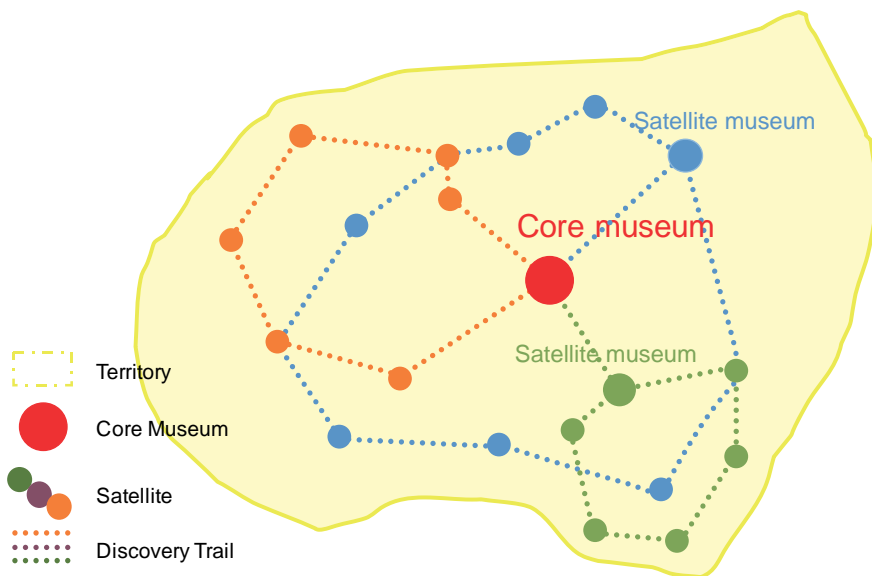 Satellite museum
Core museum
Satellite museum
Territory
Core Museum
Satellite
Discovery Trail